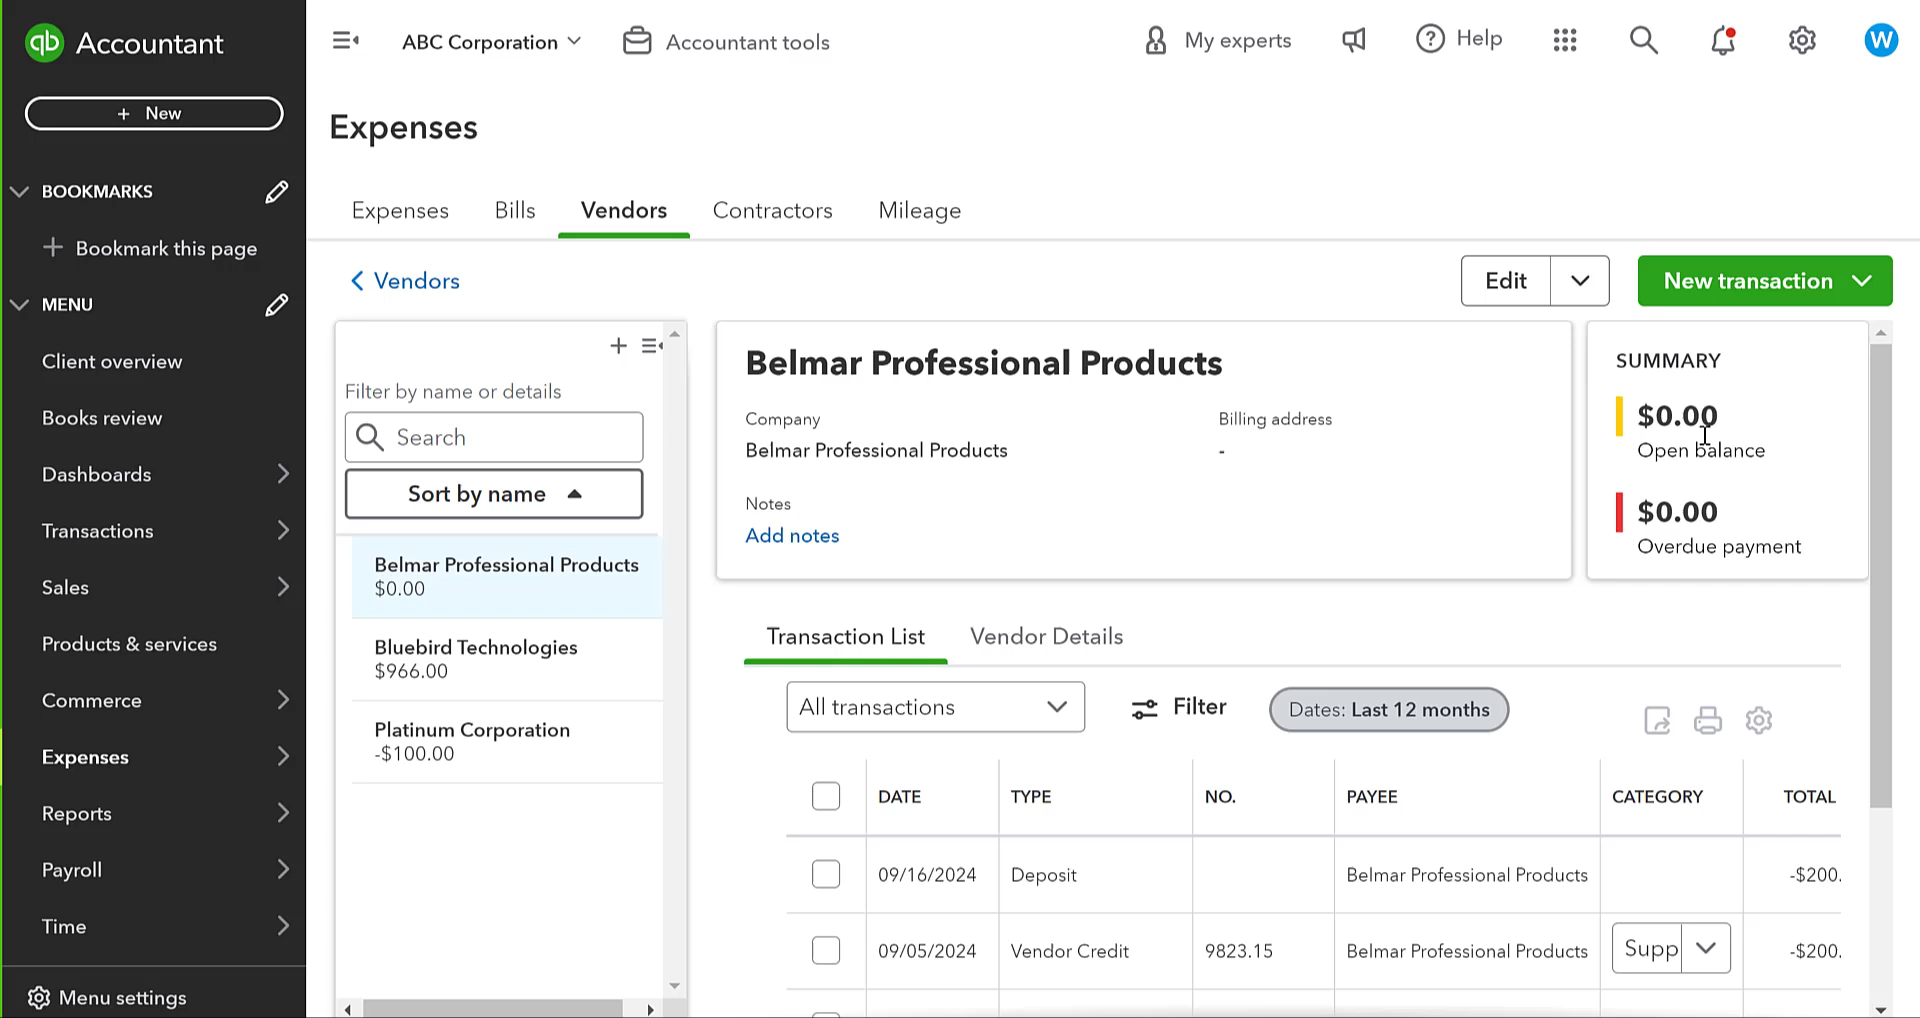 qb Accountant
ABC Corporation
Accountant tools
My experts
? Help
W
+ New
Expenses
BOOKMARKS
+ Bookmark this page
Expenses Bills Vendors Contractors Mileage
MENU
Vendors
Edit
New transaction
Client overview
Books review
Dashboards
Transactions
Sales
Products & services
Commerce
Expenses
Reports
Payroll
Time
Menu settings
Filter by name or details
Search
Sort by name
Belmar Professional Products
$0.00
Bluebird Technologies
$966.00
Platinum Corporation
-$100.00
Belmar Professional Products
Company
Belmar Professional Products
Billing address
-
Notes
Add notes
SUMMARY
$0.00
Open balance
$0.00
Overdue payment
Transaction List Vendor Details
All transactions
Filter
Dates: Last 12 months
DATE TYPE NO. PAYEE CATEGORY TOTAL
09/16/2024 Deposit Belmar Professional Products -$200.
09/05/2024 Vendor Credit 9823.15 Belmar Professional Products Supp -$200.